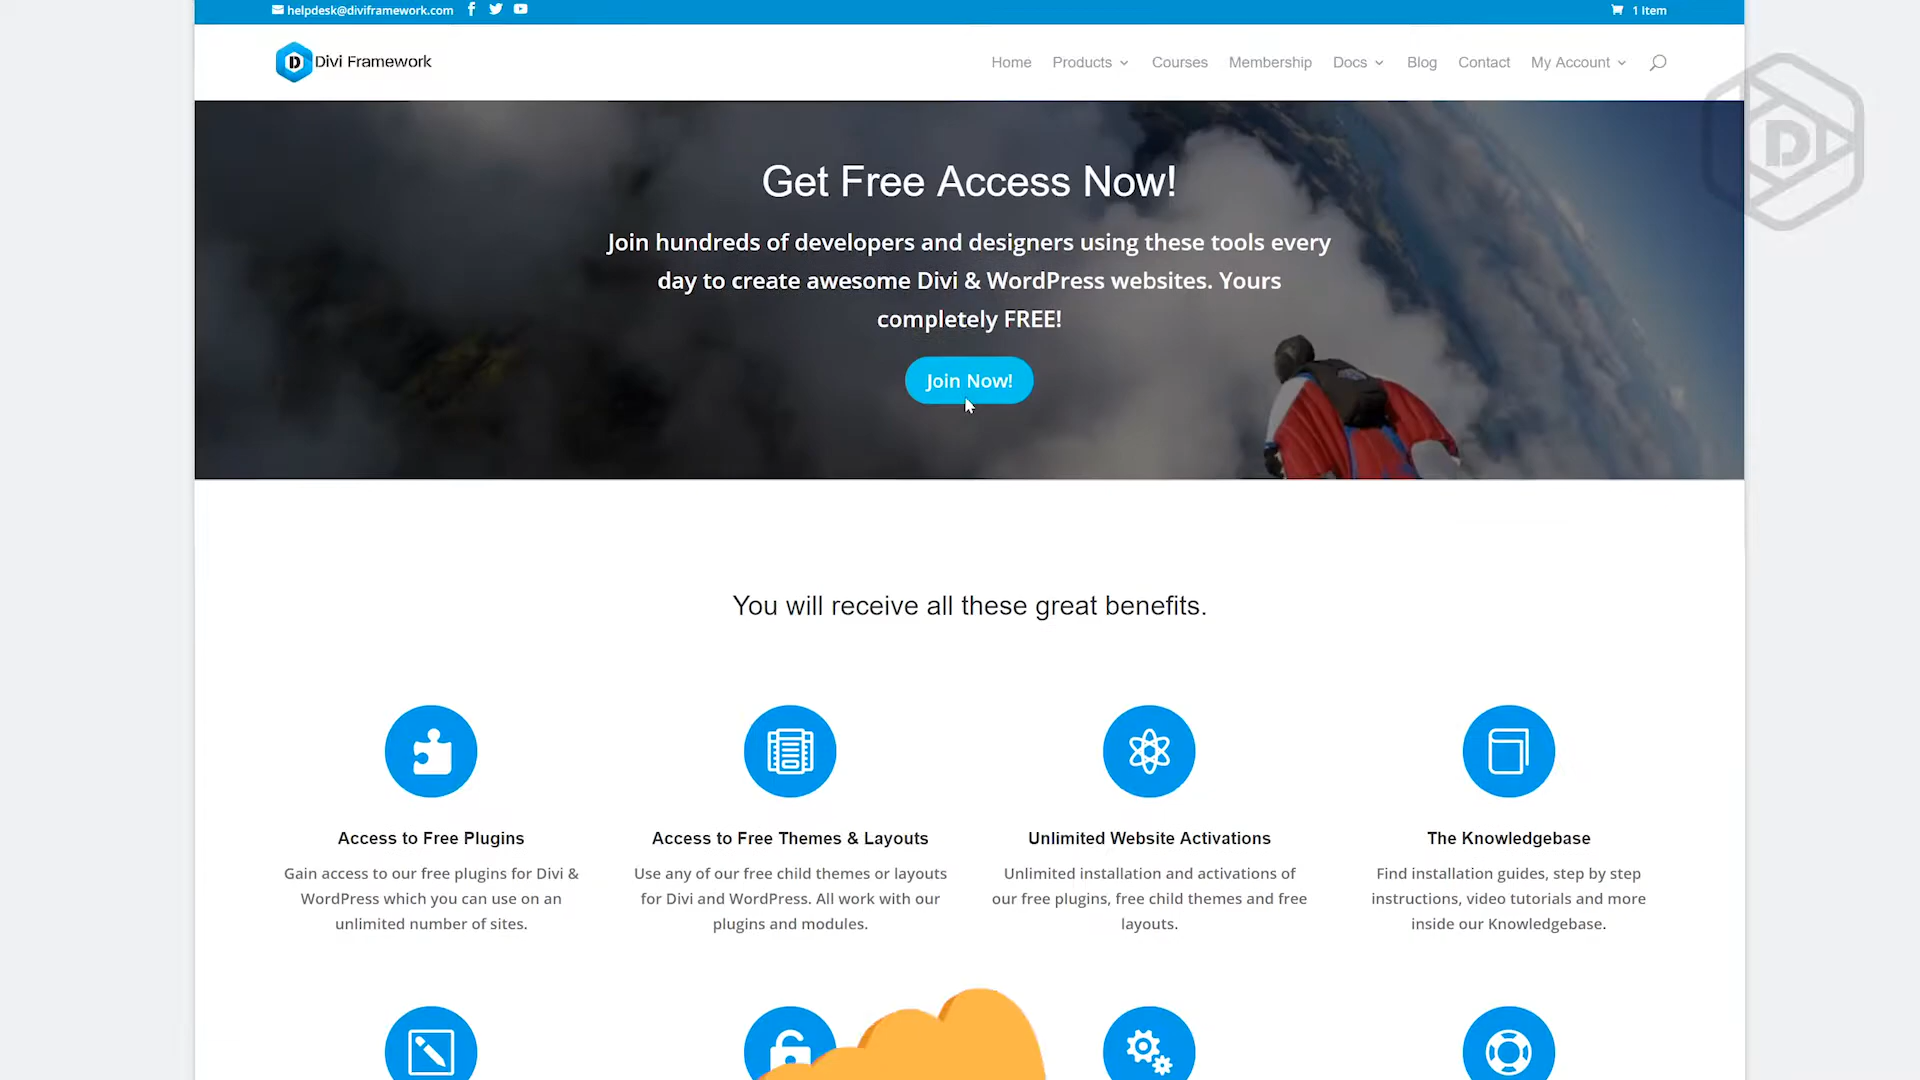 helpdesk@diviframework.com
1 Item
Divi Framework
Home Products Courses Membership Docs Blog Contact My Account
Get Free Access Now!
Join hundreds of developers and designers using these tools every
day to create awesome Divi & WordPress websites. Yours
completely FREE!
Join Now!
You will receive all these great benefits.
Access to Free Plugins
Gain access to our free plugins for Divi &
WordPress which you can use on an
unlimited number of sites.
Access to Free Themes & Layouts
Use any of our free child themes or layouts
for Divi and WordPress. All work with our
plugins and modules.
Unlimited Website Activations
Unlimited installation and activations of
our free plugins, free child themes and free
layouts.
The Knowledgebase
Find installation guides, step by step
instructions, video tutorials and more
inside our Knowledgebase.